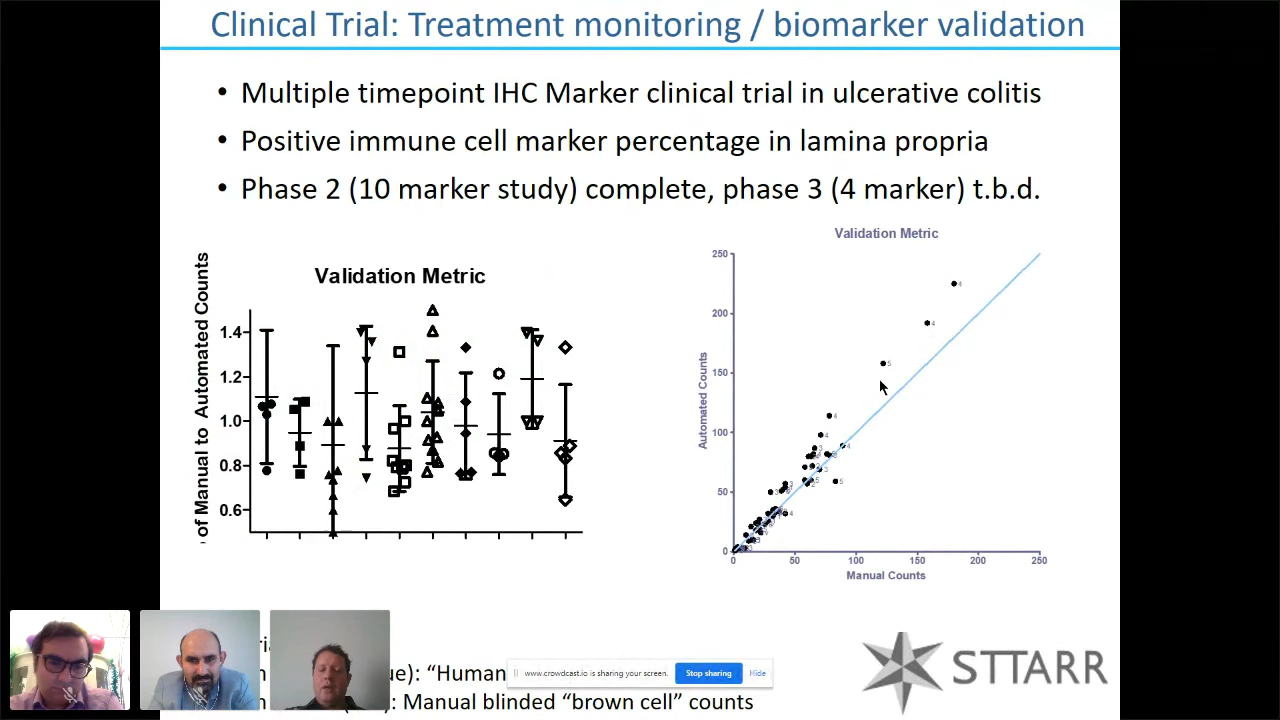 Clinical Trial: Treatment monitoring / biomarker validation
• Multiple timepoint IHC Marker clinical trial in ulcerative colitis
• Positive immune cell marker percentage in lamina propria
• Phase 2 (10 marker study) complete, phase 3 (4 marker) t.b.d.
Validation Metric
of Manual to Automated Counts
1.4
1.2
1.0
0.8
0.6
Validation Metric
Automated Counts
250
200
150
100
50
0
0 50 100 150 200 250
Manual Counts
“Human
: Manual blinded “brown cell” counts
www.crowdcast.io is sharing your screen.
Stop sharing
Hide
STTARR